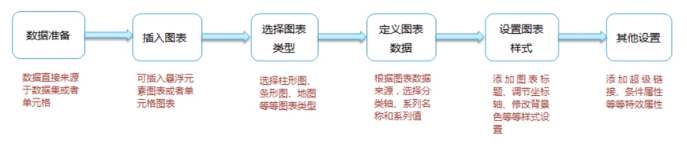 数据准备
插入图表
选择图表
类型
定义图表
数据
设置图表
样式
其他设置
数据直接来源
于数据集或者
单元格
可插入悬浮元
素图表或者单
元格图表
选择柱形图、
条形图、地图
等等图表类型
根据图表数据
来源，选择分
类轴、系列名
称和系列值
添加图表标
题、调节坐标
轴、修改背景
色等等样式设
置
添加超级链
接、条件属性
等等特效属性